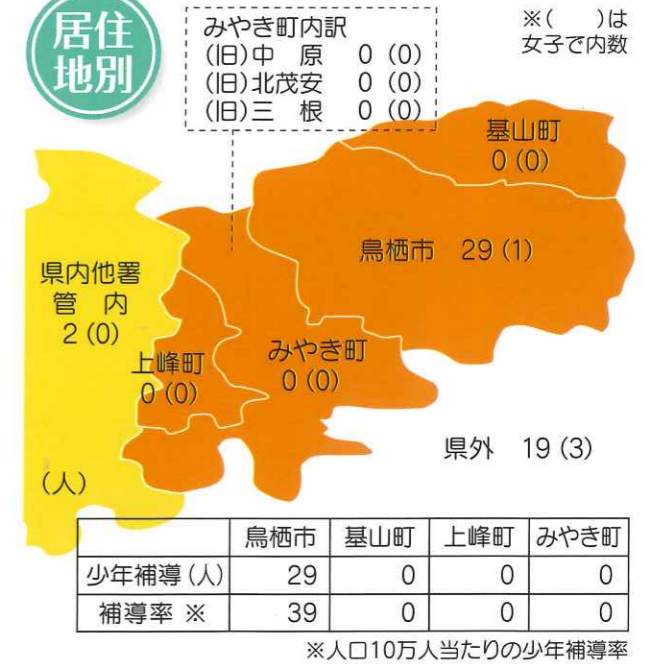 居住
地別
みやき町内訳
(旧)中　原　0 (0)
(旧)北茂安　0 (0)
(旧)三　根　0 (0)
※(　　)は
女子で内数
基山町
0 (0)
鳥栖市　29 (1)
県内他署
管　内
2 (0)
上峰町
0 (0)
みやき町
0 (0)
県外　19 (3)
(人)
鳥栖市　基山町　上峰町　みやき町
少年補導(人)　29　0　0　0
補導率 ※　39　0　0　0
※人口10万人当たりの少年補導率